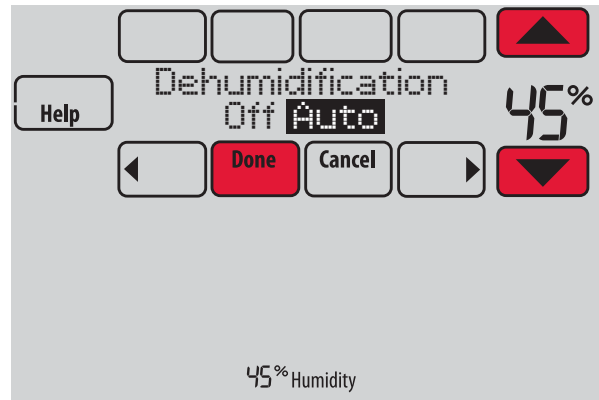 Dehumidification
Help
Off Auto
45%
Done Cancel
45% Humidity